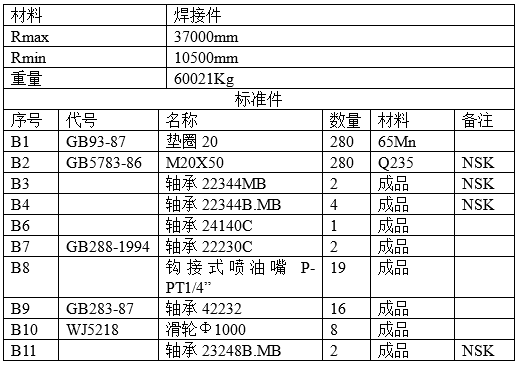 材料 焊接件
Rmax 37000mm
Rmin 10500mm
重量 60021Kg
标准件
序号 代号 名称 数量 材料 备注
B1 GB93-87 垫圈 20 280 65Mn
B2 GB5783-86 M20X50 280 Q235 NSK
B3 轴承 22344MB 2 成品 NSK
B4 轴承 22344B.MB 4 成品 NSK
B6 轴承 24140C 1 成品
B7 GB288-1994 轴承 22230C 2 成品
B8 钩接式喷油嘴 P- 19 成品
PT1/4”
B9 GB283-87 轴承 42232 16 成品
B10 WJ5218 滑轮Φ1000 8 成品
B11 轴承 23248B.MB 2 成品 NSK